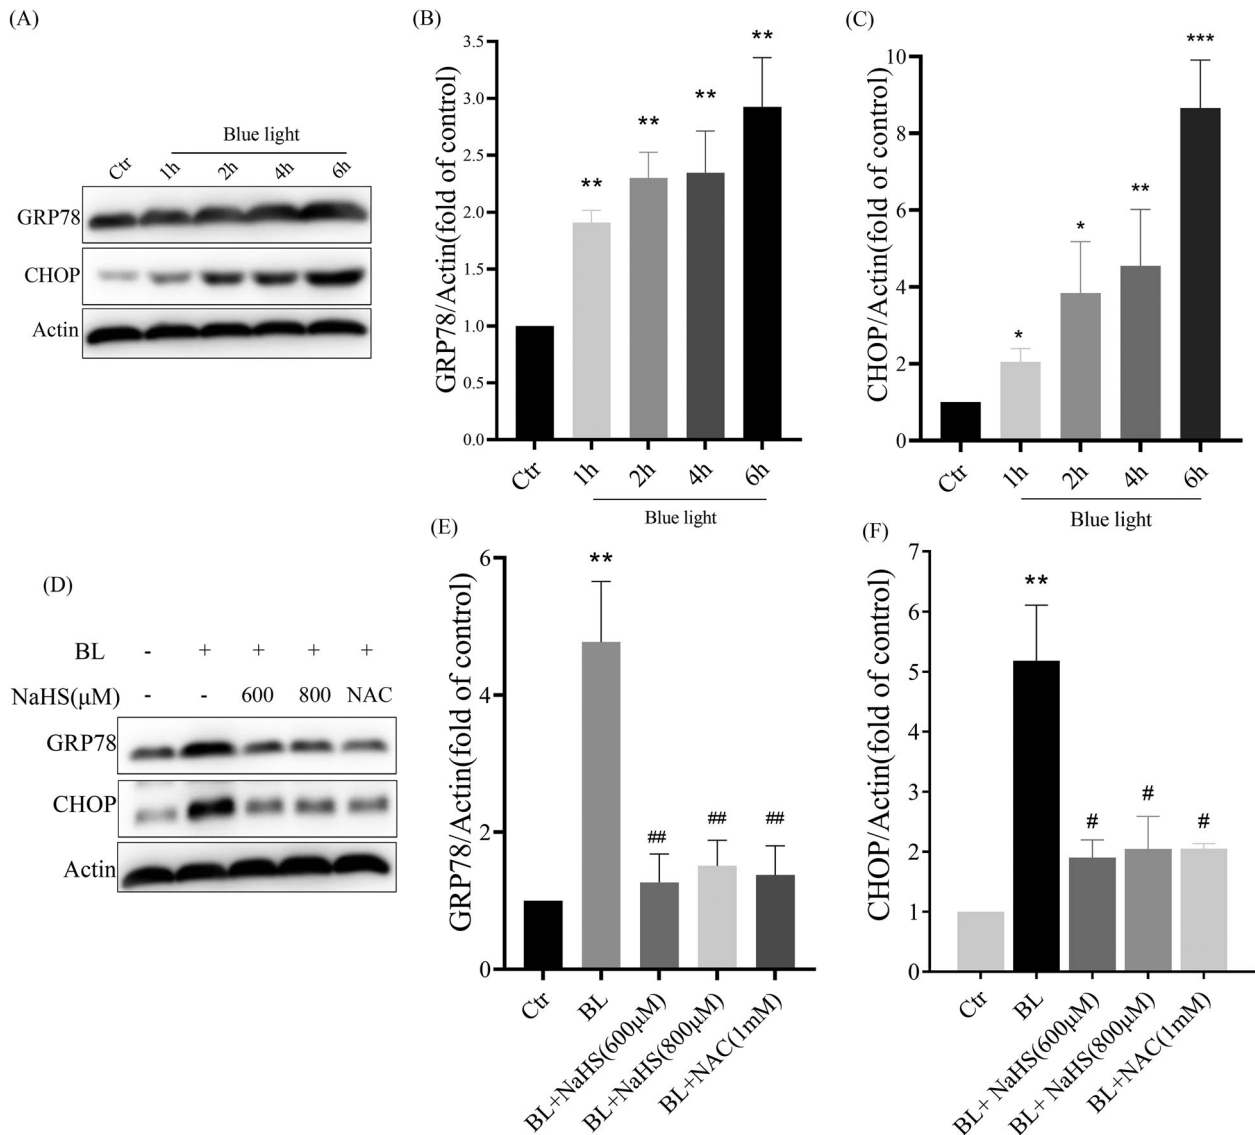 (A)
Blue light
Ctr 1h 2h 4h 6h
GRP78
CHOP
Actin
(B)
GRP78/Actin(fold of control)
3.5
3.0
2.5
2.0
1.5
1.0
0.5
0.0
** ** ** **
Ctr 1h 2h 4h 6h
Blue light
(C)
CHOP/Actin(fold of control)
10
8
6
4
2
0
* * ** ***
Ctr 1h 2h 4h 6h
Blue light
(D)
BL - + + + +
NaHS(μM) - - 600 800 NAC
GRP78
CHOP
Actin
(E)
GRP78/Actin(fold of control)
6
4
2
0
** ## ## ##
Ctr
BL
BL+NaHS(600μM)
BL+NaHS(800μM)
BL+NAC(1mM)
(F)
CHOP/Actin(fold of control)
7
6
5
4
3
2
1
0
** # # #
Ctr
BL
BL+ NaHS(600μM)
BL+ NaHS(800μM)
BL+NAC(1mM)